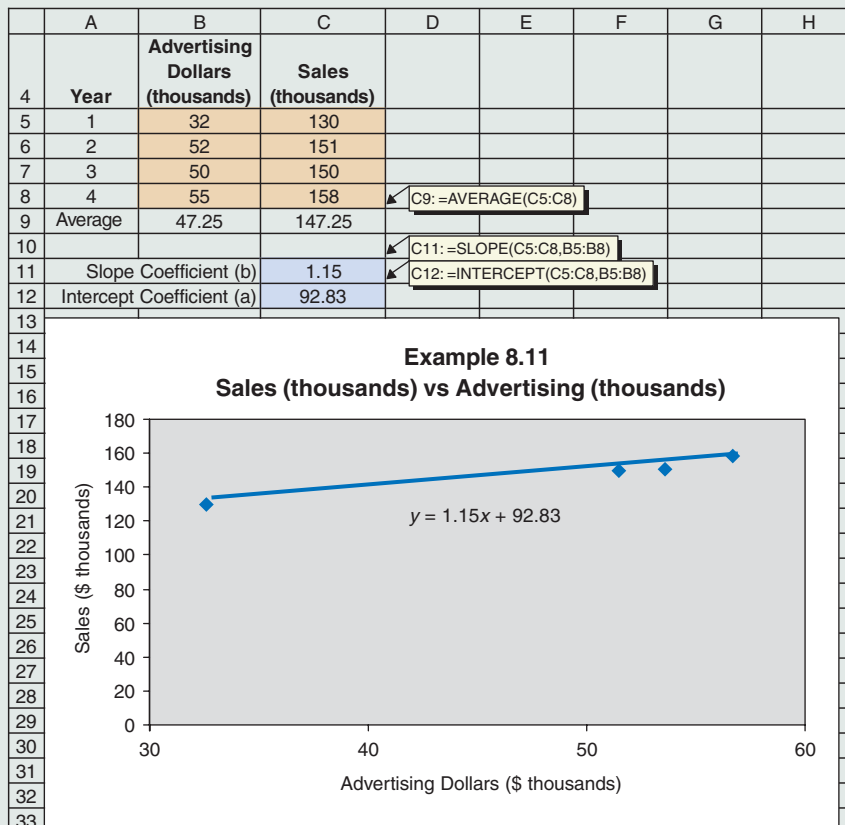 A B C D E F G H
4 Year Advertising Dollars (thousands) Sales (thousands)
5 1 32 130
6 2 52 151
7 3 50 150
8 4 55 158 C9: =AVERAGE(C5:C8)
9 Average 47.25 147.25
10 C11: =SLOPE(C5:C8,B5:B8)
11 Slope Coefficient (b) 1.15 C12: =INTERCEPT(C5:C8,B5:B8)
12 Intercept Coefficient (a) 92.83
13
14
15
16
17
18
19
20
21
22
23
24
25
26
27
28
29
30
31
32
33
Example 8.11
Sales (thousands) vs Advertising (thousands)
Sales ($ thousands)
180
160
140
120
100
80
60
40
20
0
y = 1.15x + 92.83
30 40 50 60
Advertising Dollars ($ thousands)